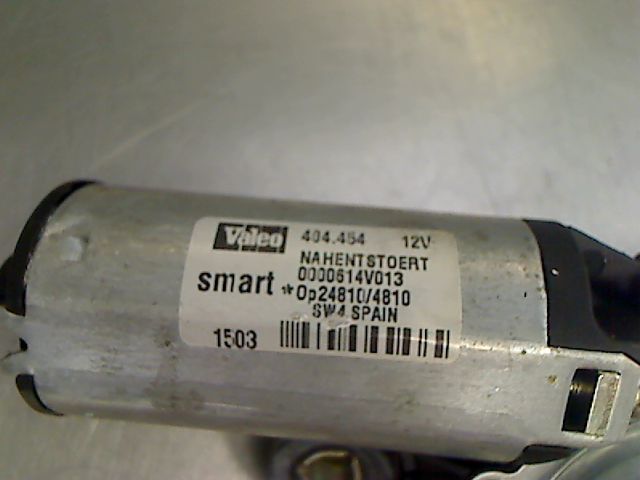 Valeo 404.454 12V
NAHENTSTOERT
smart 0000614V013
*Op24810/4810
SW4 SPAIN
1503